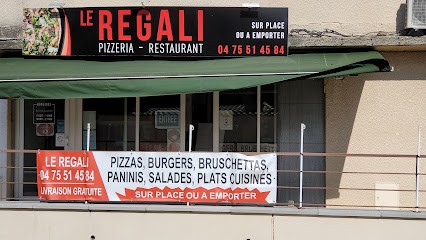 LE REGALI
PIZZERIA - RESTAURANT
SUR PLACE
OU A EMPORTER
04 75 51 45 84
ENTREZ
LE REGALI
04 75 51 45 84
LIVRAISON GRATUITE
PIZZAS, BURGERS, BRUSCHETTAS,
PANINIS, SALADES, PLATS CUISINES
SUR PLACE OU A EMPORTER